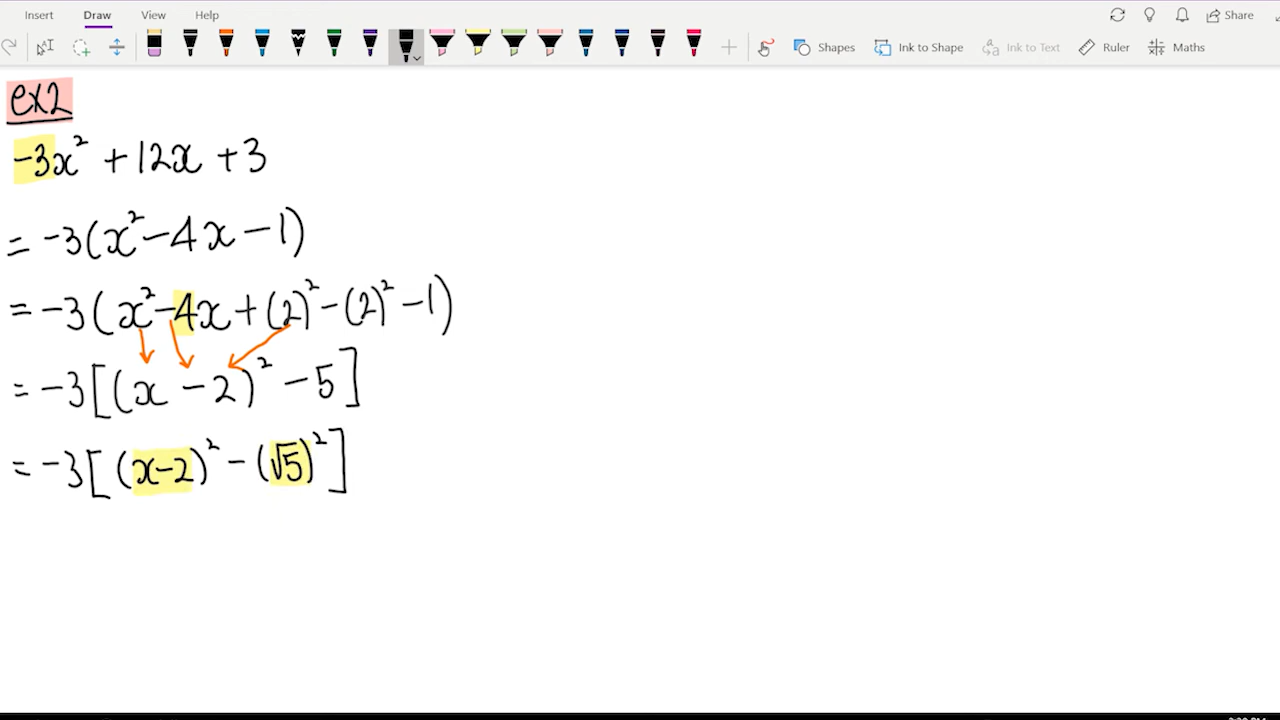 Insert Draw View Help Share
Shapes Ink to Shape Ink to Text Ruler Maths
ex2
-3x² + 12x + 3
= -3(x² - 4x - 1)
= -3(x² - 4x + (2)² - (2)² - 1)
= -3[(x - 2)² - 5]
= -3[(x-2)² - (√5)²]